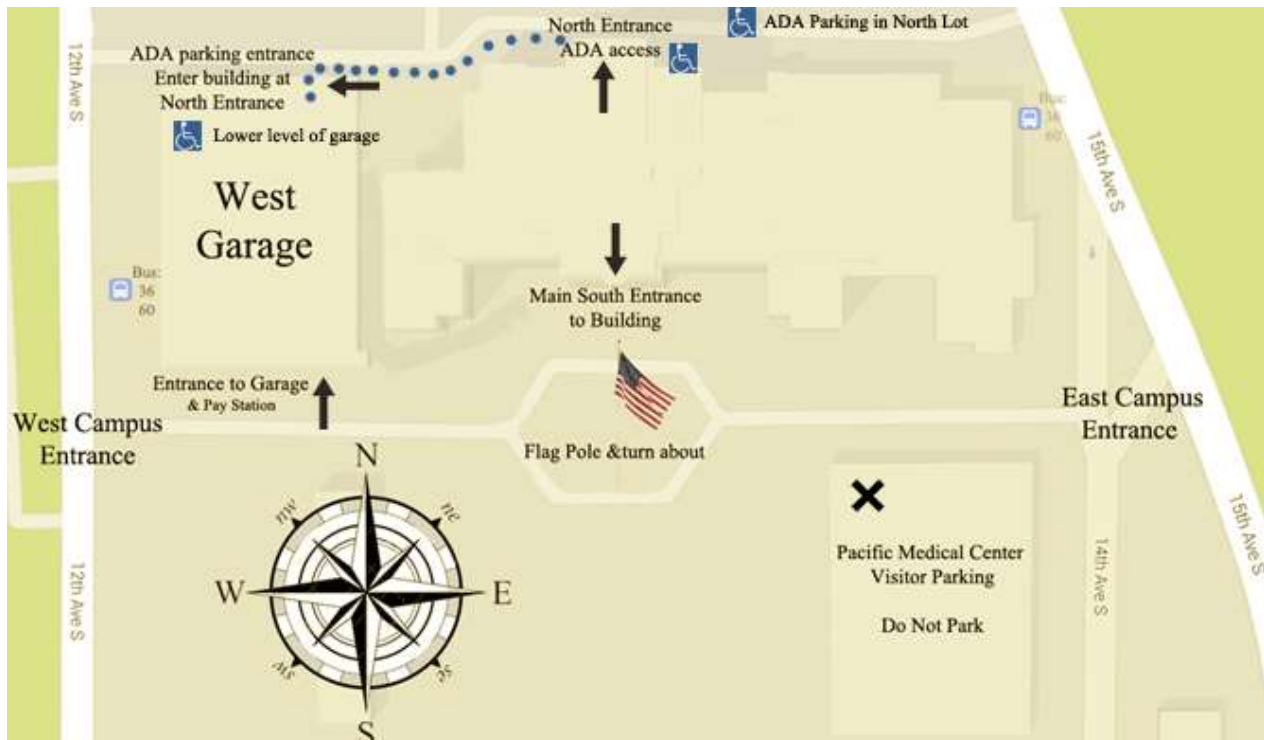 North Entrance
ADA access
ADA Parking in North Lot
12th Ave S
ADA parking entrance
Enter building at
North Entrance
Lower level of garage
Bus:
36
60
15th Ave S
West
Garage
Bus:
36
60
Main South Entrance
to Building
Entrance to Garage
& Pay Station
West Campus
Entrance
East Campus
Entrance
Flag Pole &turn about
N
nw
ne
W
E
sw
se
S
Pacific Medical Center
Visitor Parking
Do Not Park
12th Ave S
14th Ave S
15th Ave S